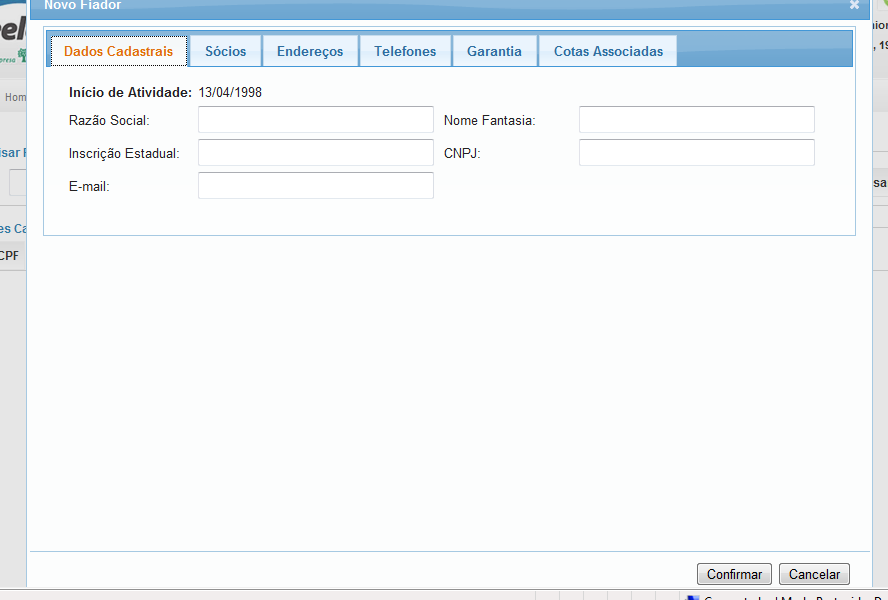 Novo Fiador
Dados Cadastrais Sócios Endereços Telefones Garantia Cotas Associadas
Início de Atividade: 13/04/1998
Razão Social: Nome Fantasia:
Inscrição Estadual: CNPJ:
E-mail:
Hom
CPF
Confirmar Cancelar